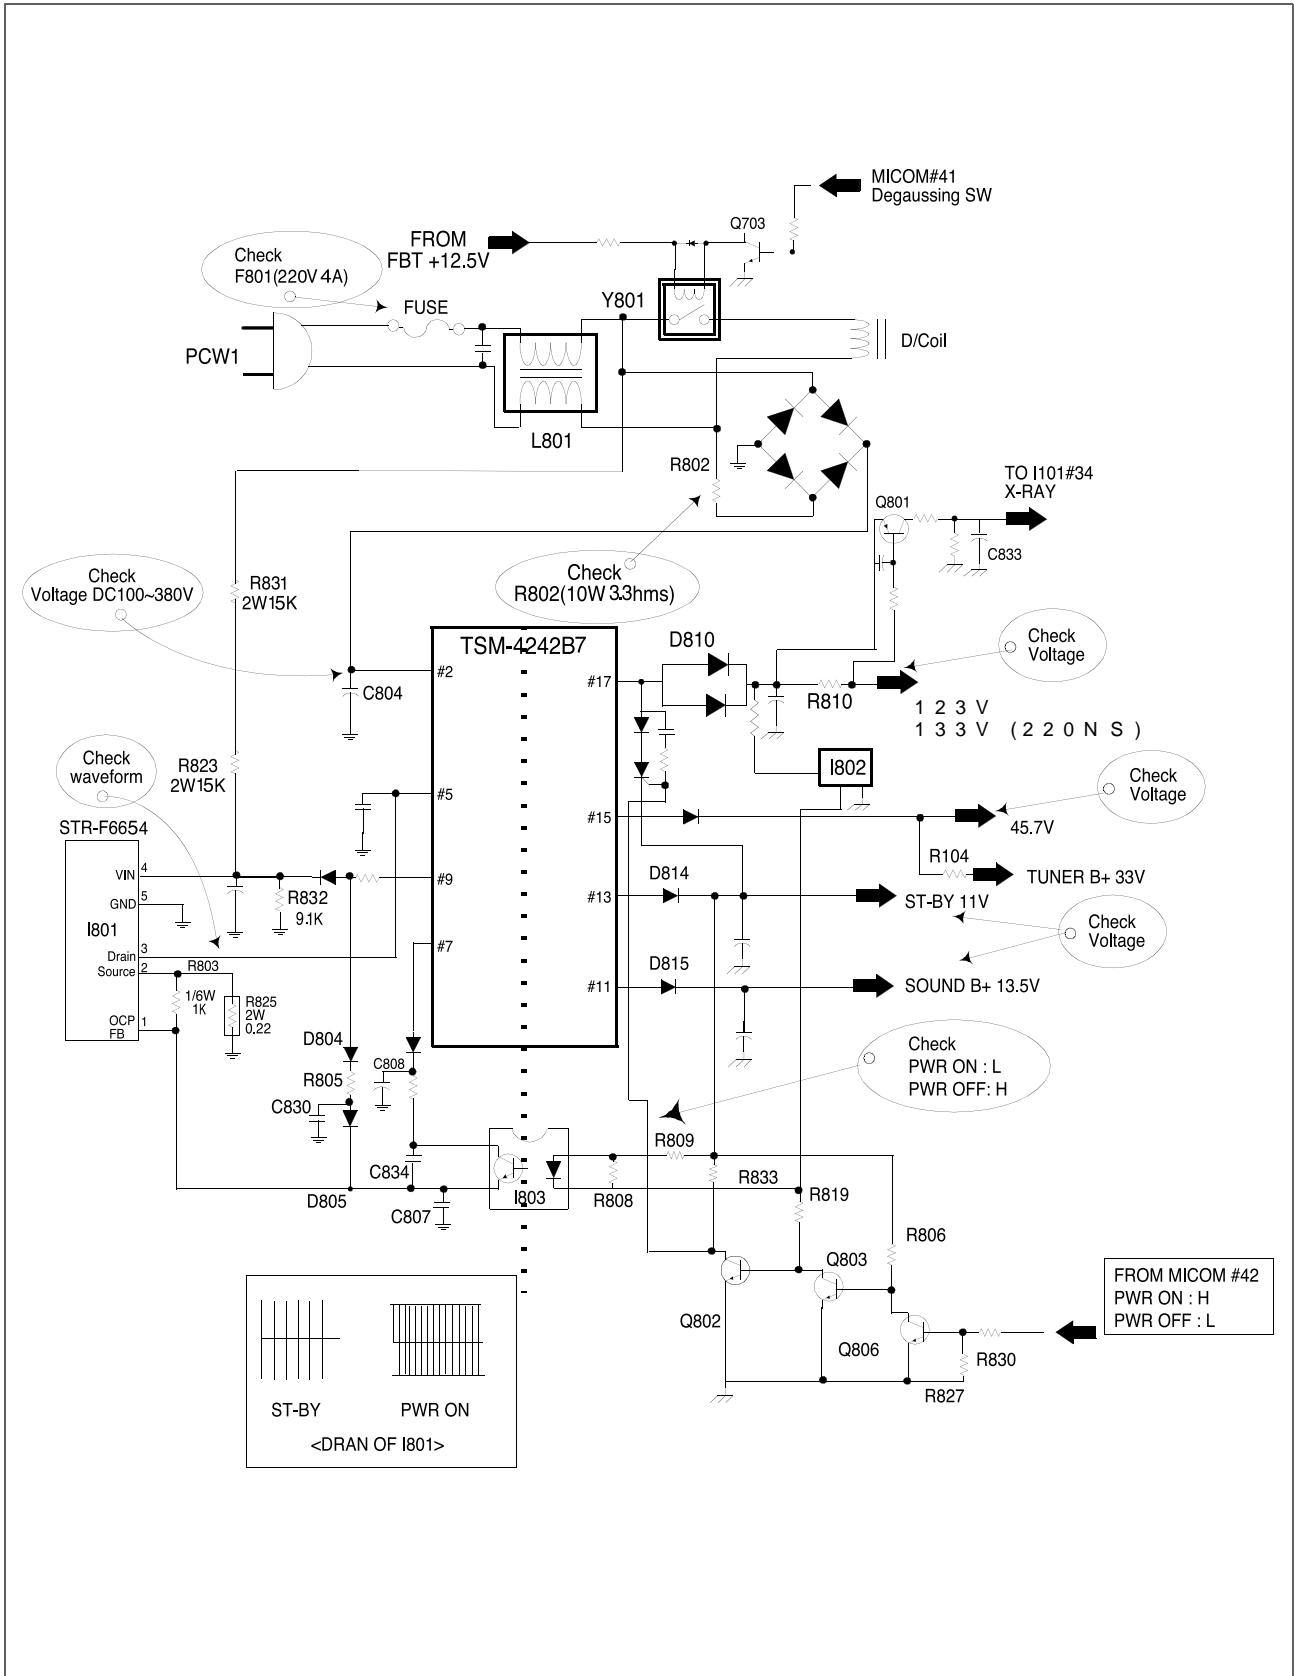 MICOM#41
Degaussing SW
Q703
FROM
FBT +12.5V
Check
F801(220V 4A)
FUSE
Y801
PCW1
D/Coil
L801
R802
TO I101#34
X-RAY
Q801
C833
Check
Voltage DC100~380V
R831
2W15K
Check
R802(10W 3.3hms)
TSM-4242B7
D810
Check
Voltage
#2
#17
C804
R810
1 2 3 V
1 3 3 V ( 2 2 0 N S )
Check
waveform
R823
2W15K
I802
Check
Voltage
#5
#15
45.7V
STR-F6654
R104
TUNER B+ 33V
VIN
4
#9
D814
#13
ST-BY 11V
R832
9.1K
GND
5
I801
Check
Voltage
#7
Drain
3
R803
Source
2
D815
#11
SOUND B+ 13.5V
1/6W
1K
R825
2W
0.22
OCP
FB
1
D804
Check
PWR ON : L
PWR OFF: H
C808
R805
C830
R809
C834
I803
R808
R833
R819
D805
C807
R806
Q803
FROM MICOM #42
PWR ON : H
PWR OFF : L
Q802
Q806
R830
R827
ST-BY
PWR ON
<DRAN OF I801>